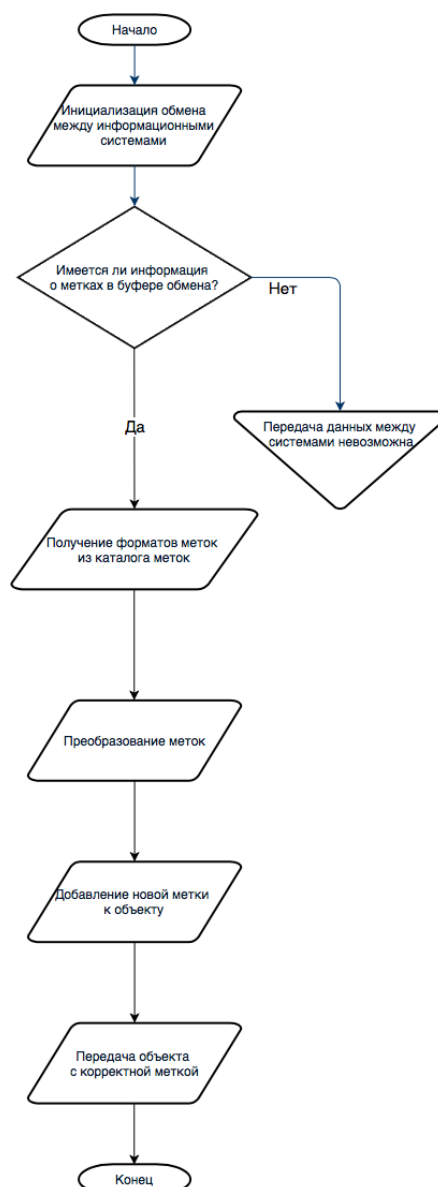 Начало
Инициализация обмена
между информационными
системами
Имеется ли информация
о метках в буфере обмена?
Нет
Передача данных между
системами невозможна
Да
Получение форматов меток
из каталога меток
Преобразование меток
Добавление новой метки
к объекту
Передача объекта
с корректной меткой
Конец